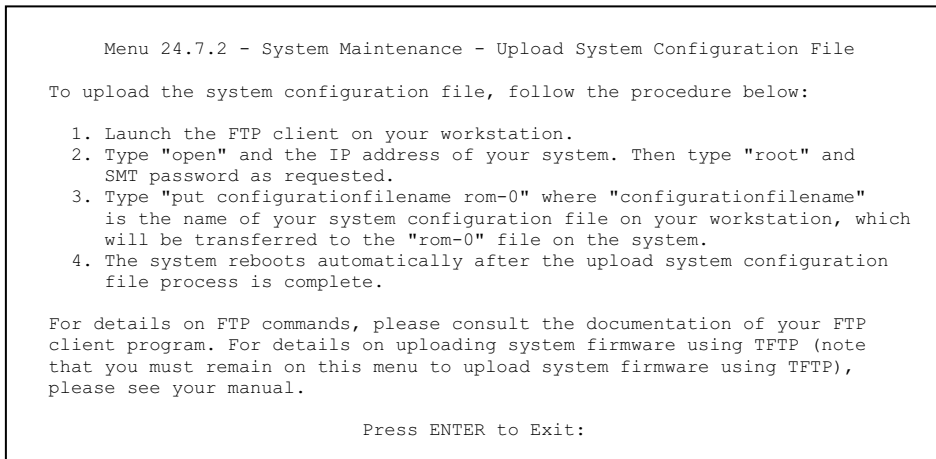 Menu 24.7.2 - System Maintenance - Upload System Configuration File
To upload the system configuration file, follow the procedure below:
1. Launch the FTP client on your workstation.
2. Type "open" and the IP address of your system. Then type "root" and
SMT password as requested.
3. Type "put configurationfilename rom-0" where "configurationfilename"
is the name of your system configuration file on your workstation, which
will be transferred to the "rom-0" file on the system.
4. The system reboots automatically after the upload system configuration
file process is complete.
For details on FTP commands, please consult the documentation of your FTP
client program. For details on uploading system firmware using TFTP (note
that you must remain on this menu to upload system firmware using TFTP),
please see your manual.
Press ENTER to Exit: